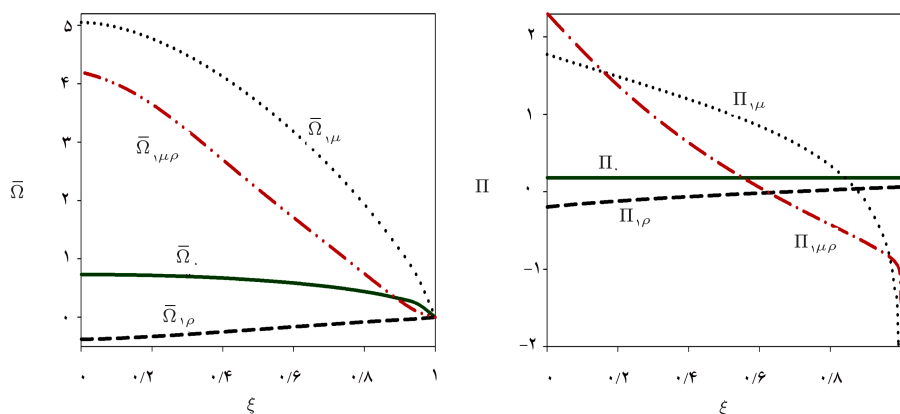 ۵
۴
۳
۲
۱
۰
Ω̄
Ω̄۱μ
Ω̄۱μρ
Ω̄۰
Ω̄۱ρ
۰ ۰/۲ ۰/۴ ۰/۶ ۰/۸ ۱
ξ
۲
۱
۰
−۱
−۲
Π
Π۱μ
Π۰
Π۱ρ
Π۱μρ
۰ ۰/۲ ۰/۴ ۰/۶ ۰/۸
ξ